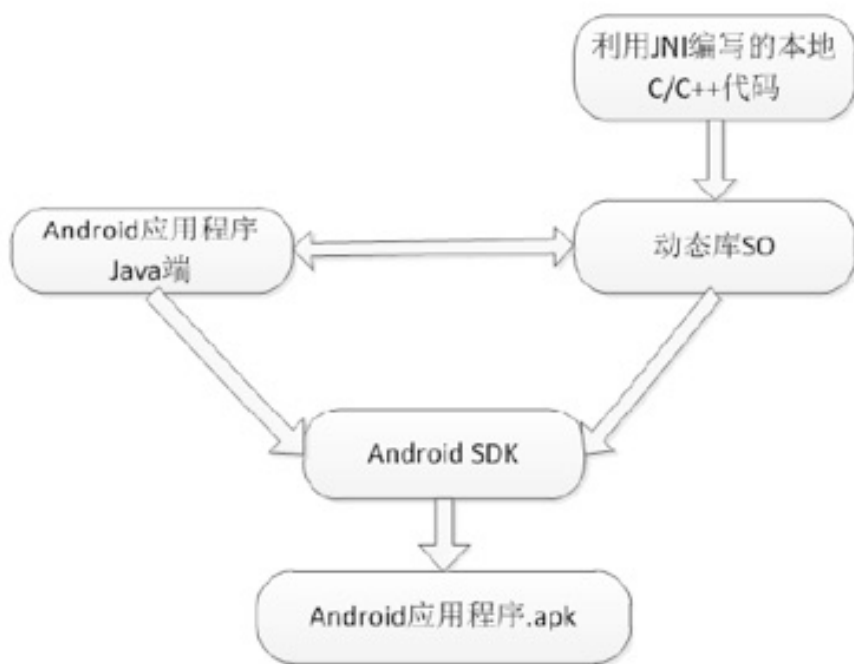 利用JNI编写的本地
C/C++代码
Android应用程序
Java端
动态库SO
Android SDK
Android应用程序.apk